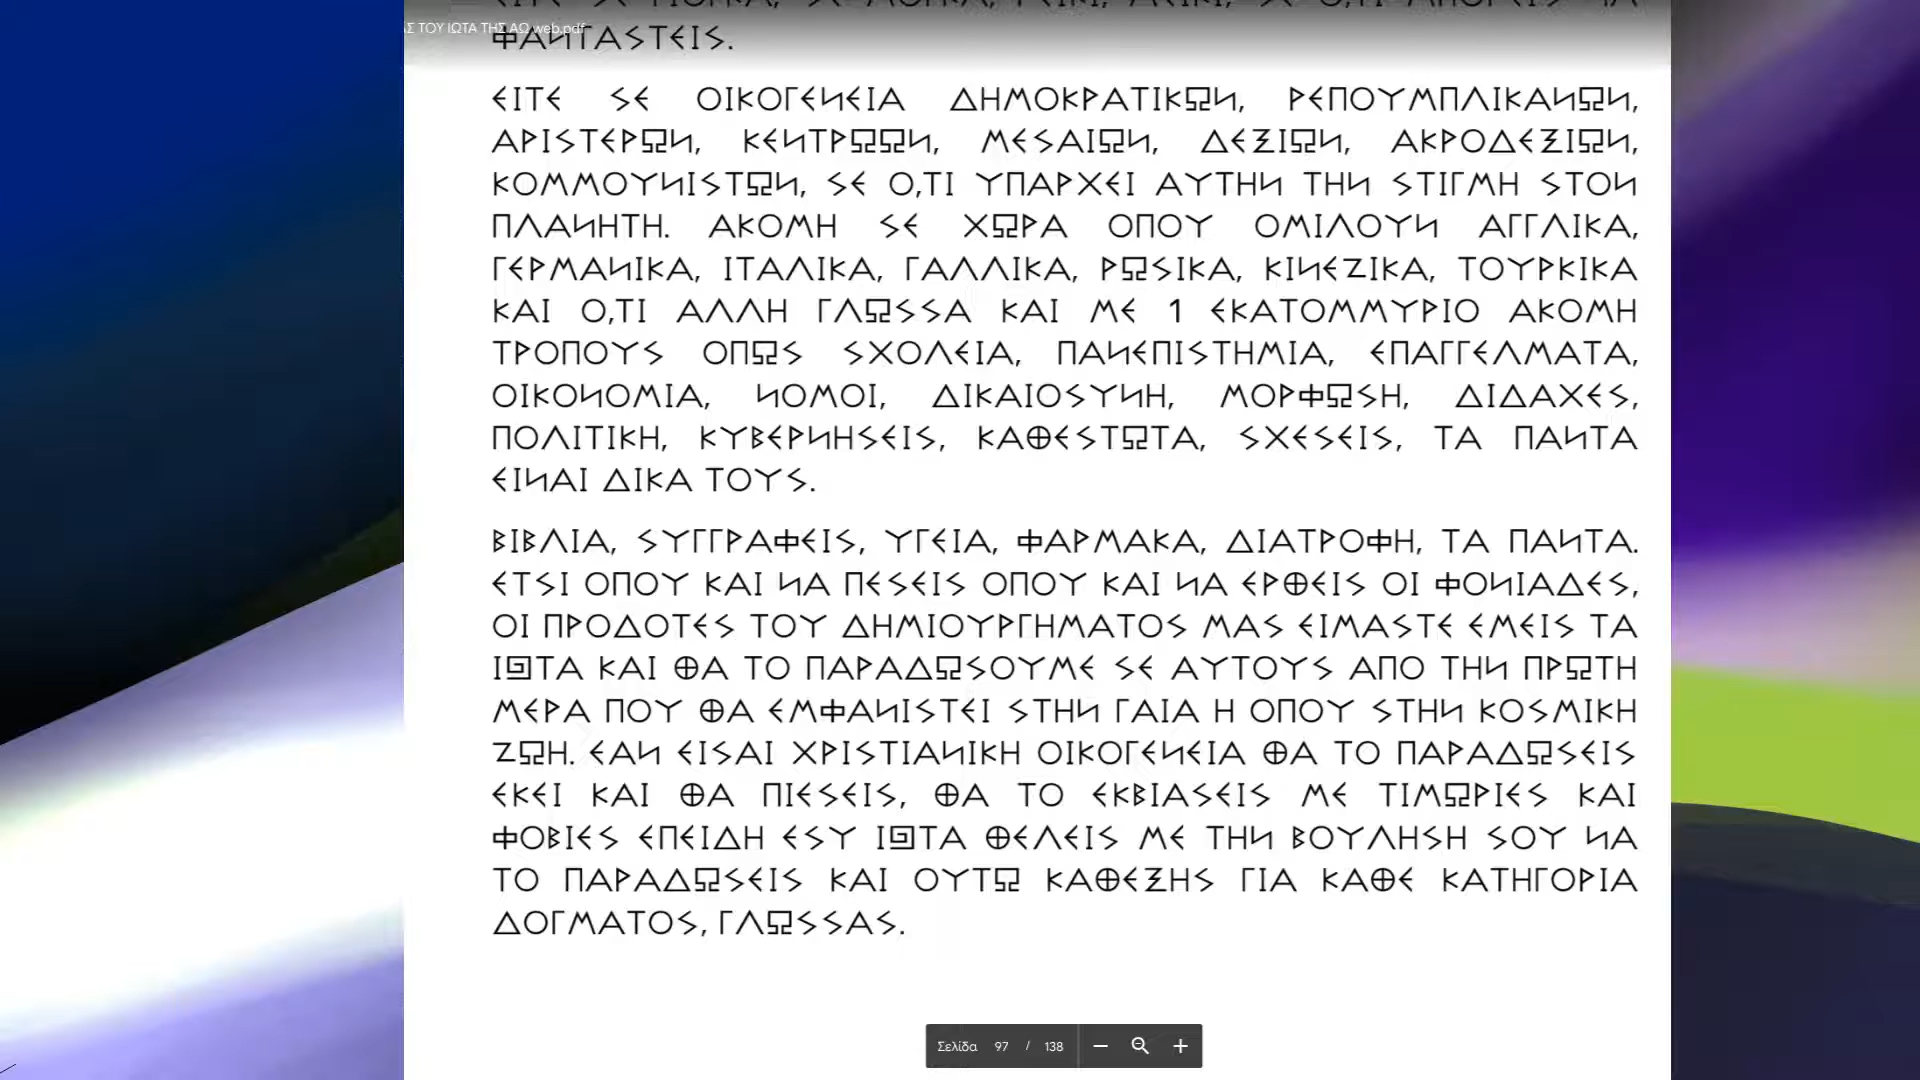 Σ ΤΟΥ ΙΩΤΑ ΤΗΣ ΑΩ web.pdf
ΦΑΝΤΑΣΤΕΙΣ.
ΕΙΤΕ ΣΕ ΟΙΚΟΓΕΝΕΙΑ ΔΗΜΟΚΡΑΤΙΚΩΝ, ΡΕΠΟΥΜΠΛΙΚΑΝΩΝ,
ΑΡΙΣΤΕΡΩΝ, ΚΕΝΤΡΩΩΝ, ΜΕΣΑΙΩΝ, ΔΕΞΙΩΝ, ΑΚΡΟΔΕΞΙΩΝ,
ΚΟΜΜΟΥΝΙΣΤΩΝ, ΣΕ Ο,ΤΙ ΥΠΑΡΧΕΙ ΑΥΤΗΝ ΤΗΝ ΣΤΙΓΜΗ ΣΤΟΝ
ΠΛΑΝΗΤΗ. ΑΚΟΜΗ ΣΕ ΧΩΡΑ ΟΠΟΥ ΟΜΙΛΟΥΝ ΑΓΓΛΙΚΑ,
ΓΕΡΜΑΝΙΚΑ, ΙΤΑΛΙΚΑ, ΓΑΛΛΙΚΑ, ΡΩΣΙΚΑ, ΚΙΝΕΖΙΚΑ, ΤΟΥΡΚΙΚΑ
ΚΑΙ Ο,ΤΙ ΑΛΛΗ ΓΛΩΣΣΑ ΚΑΙ ΜΕ 1 ΕΚΑΤΟΜΜΥΡΙΟ ΑΚΟΜΗ
ΤΡΟΠΟΥΣ ΟΠΩΣ ΣΧΟΛΕΙΑ, ΠΑΝΕΠΙΣΤΗΜΙΑ, ΕΠΑΓΓΕΛΜΑΤΑ,
ΟΙΚΟΝΟΜΙΑ, ΝΟΜΟΙ, ΔΙΚΑΙΟΣΥΝΗ, ΜΟΡΦΩΣΗ, ΔΙΔΑΧΕΣ,
ΠΟΛΙΤΙΚΗ, ΚΥΒΕΡΝΗΣΕΙΣ, ΚΑΘΕΣΤΩΤΑ, ΣΧΕΣΕΙΣ, ΤΑ ΠΑΝΤΑ
ΕΙΝΑΙ ΔΙΚΑ ΤΟΥΣ.
ΒΙΒΛΙΑ, ΣΥΓΓΡΑΦΕΙΣ, ΥΓΕΙΑ, ΦΑΡΜΑΚΑ, ΔΙΑΤΡΟΦΗ, ΤΑ ΠΑΝΤΑ.
ΕΤΣΙ ΟΠΟΥ ΚΑΙ ΝΑ ΠΕΣΕΙΣ ΟΠΟΥ ΚΑΙ ΝΑ ΕΡΘΕΙΣ ΟΙ ΦΟΝΙΑΔΕΣ,
ΟΙ ΠΡΟΔΟΤΕΣ ΤΟΥ ΔΗΜΙΟΥΡΓΗΜΑΤΟΣ ΜΑΣ ΕΙΜΑΣΤΕ ΕΜΕΙΣ ΤΑ
ΙΩΤΑ ΚΑΙ ΘΑ ΤΟ ΠΑΡΑΔΩΣΟΥΜΕ ΣΕ ΑΥΤΟΥΣ ΑΠΟ ΤΗΝ ΠΡΩΤΗ
ΜΕΡΑ ΠΟΥ ΘΑ ΕΜΦΑΝΙΣΤΕΙ ΣΤΗΝ ΓΑΙΑ Η ΟΠΟΥ ΣΤΗΝ ΚΟΣΜΙΚΗ
ΖΩΗ. ΕΑΝ ΕΙΣΑΙ ΧΡΙΣΤΙΑΝΙΚΗ ΟΙΚΟΓΕΝΕΙΑ ΘΑ ΤΟ ΠΑΡΑΔΩΣΕΙΣ
ΕΚΕΙ ΚΑΙ ΘΑ ΠΙΕΣΕΙΣ, ΘΑ ΤΟ ΕΚΒΙΑΣΕΙΣ ΜΕ ΤΙΜΩΡΙΕΣ ΚΑΙ
ΦΟΒΙΕΣ ΕΠΕΙΔΗ ΕΣΥ ΙΩΤΑ ΘΕΛΕΙΣ ΜΕ ΤΗΝ ΒΟΥΛΗΣΗ ΣΟΥ ΝΑ
ΤΟ ΠΑΡΑΔΩΣΕΙΣ ΚΑΙ ΟΥΤΩ ΚΑΘΕΞΗΣ ΓΙΑ ΚΑΘΕ ΚΑΤΗΓΟΡΙΑ
ΔΟΓΜΑΤΟΣ, ΓΛΩΣΣΑΣ.
Σελίδα 97 / 138